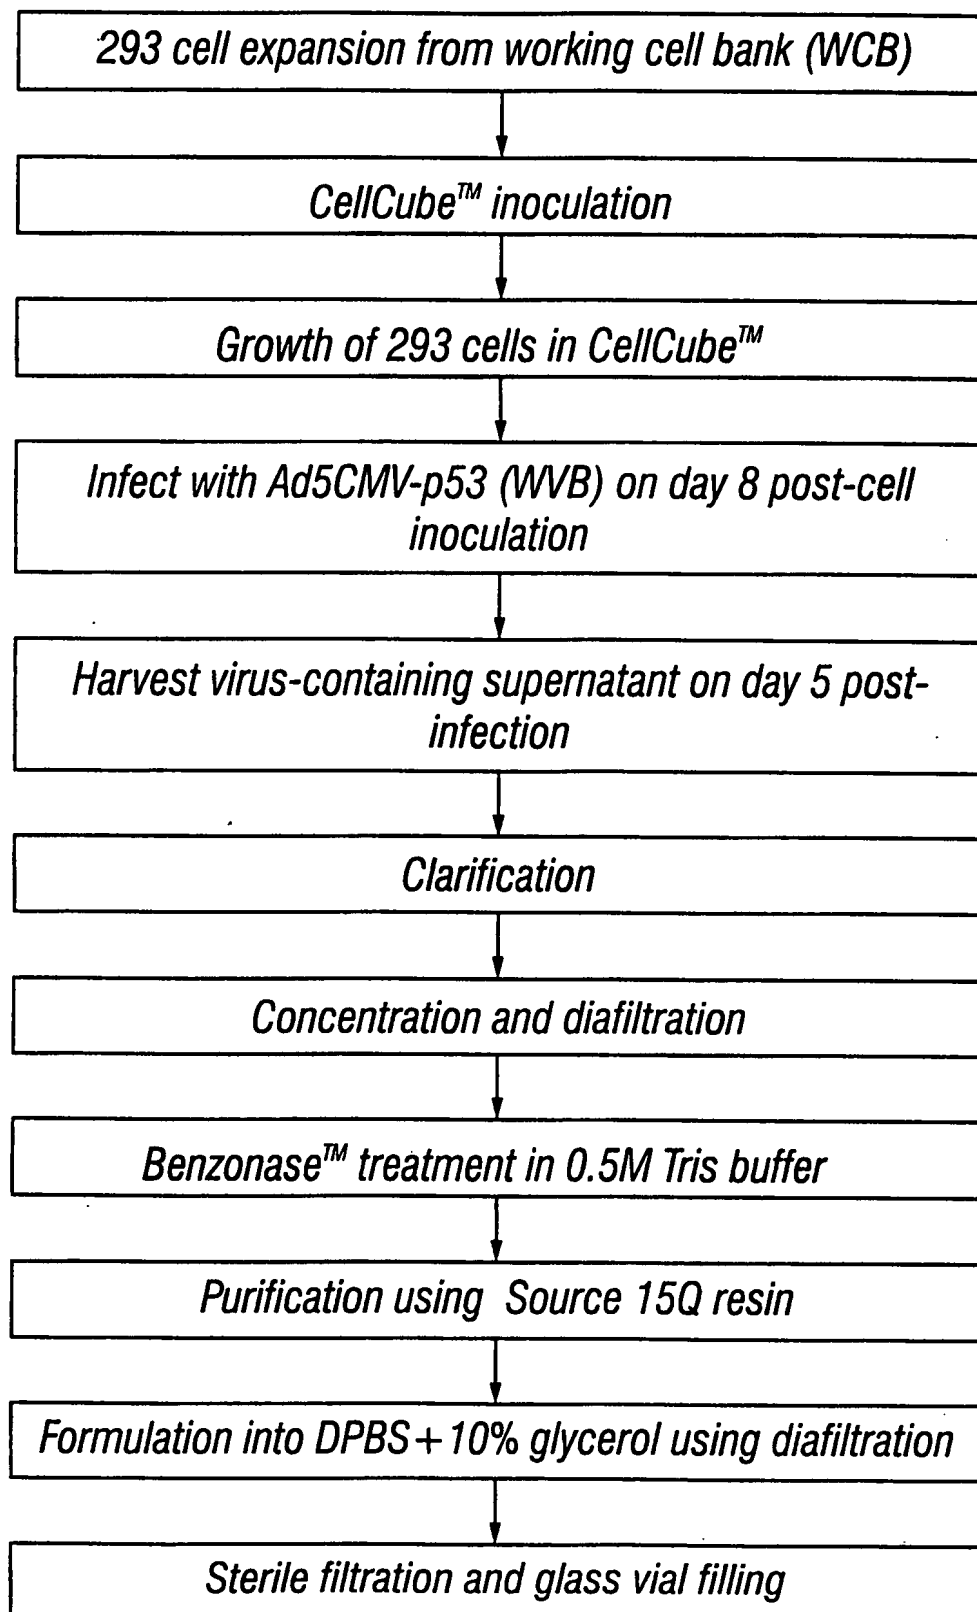 293 cell expansion from working cell bank (WCB)
CellCube™ inoculation
Growth of 293 cells in CellCube™
Infect with Ad5CMV-p53 (WVB) on day 8 post-cell
inoculation
Harvest virus-containing supernatant on day 5 post-
infection
Clarification
Concentration and diafiltration
Benzonase™ treatment in 0.5M Tris buffer
Purification using Source 15Q resin
Formulation into DPBS+10% glycerol using diafiltration
Sterile filtration and glass vial filling